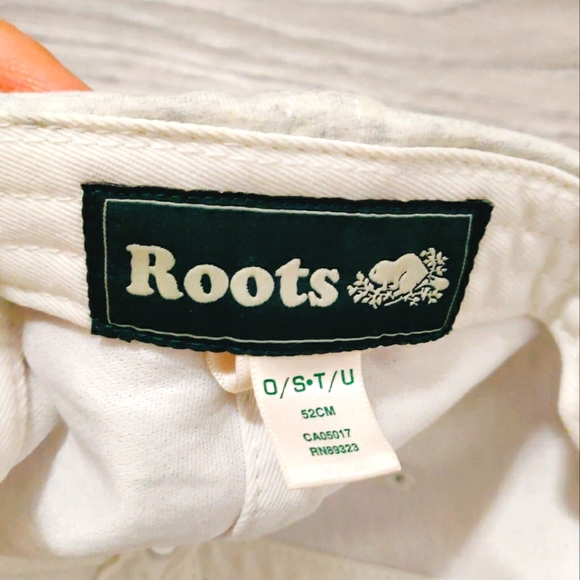 Roots
O/S•T/U
52CM
CA05017
RN89323